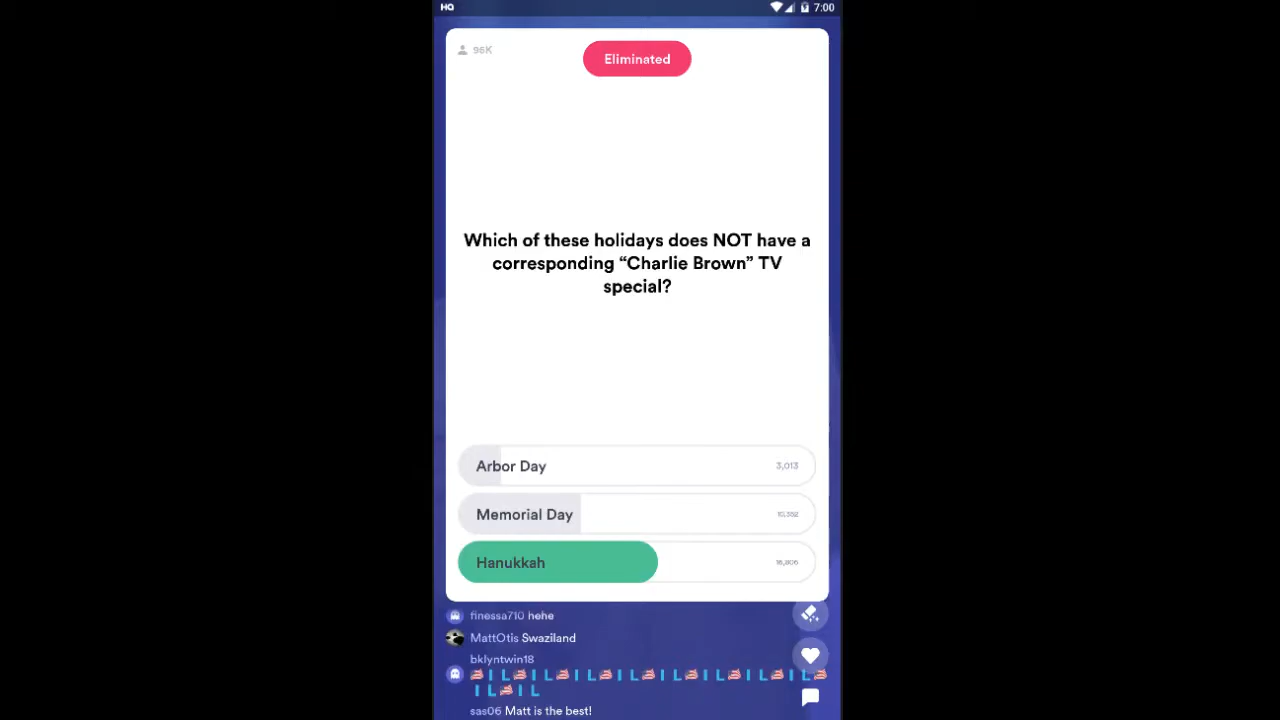 HQ
7:00
96K
Eliminated
Which of these holidays does NOT have a
corresponding “Charlie Brown” TV
special?
Arbor Day
3,013
Memorial Day
Hanukkah
finessa710 hehe
MattOtis Swaziland
bklyntwin18
I L I L I L I L I L I L I L I L
I L I L
sas06 Matt is the best!